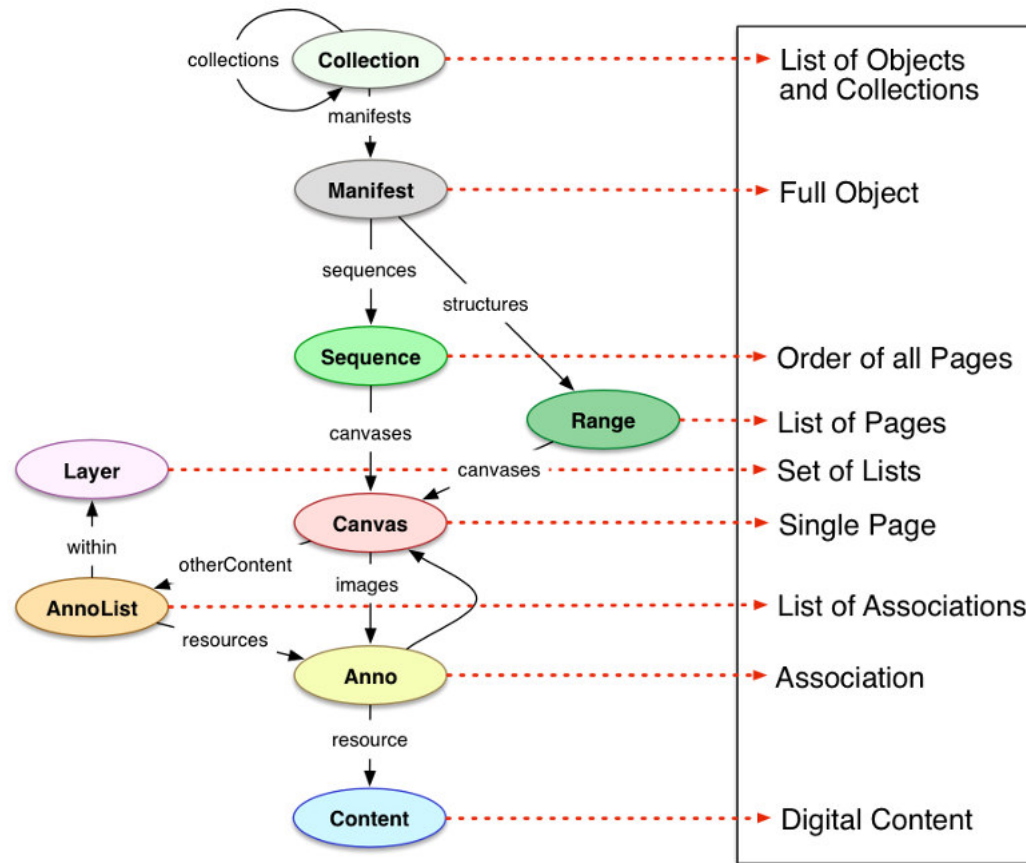 collections
Collection
List of Objects
and Collections
manifests
Manifest
Full Object
sequences
structures
Sequence
Order of all Pages
Range
List of Pages
canvases
canvases
Layer
Set of Lists
Canvas
Single Page
within
otherContent
images
AnnoList
List of Associations
resources
Anno
Association
resource
Content
Digital Content